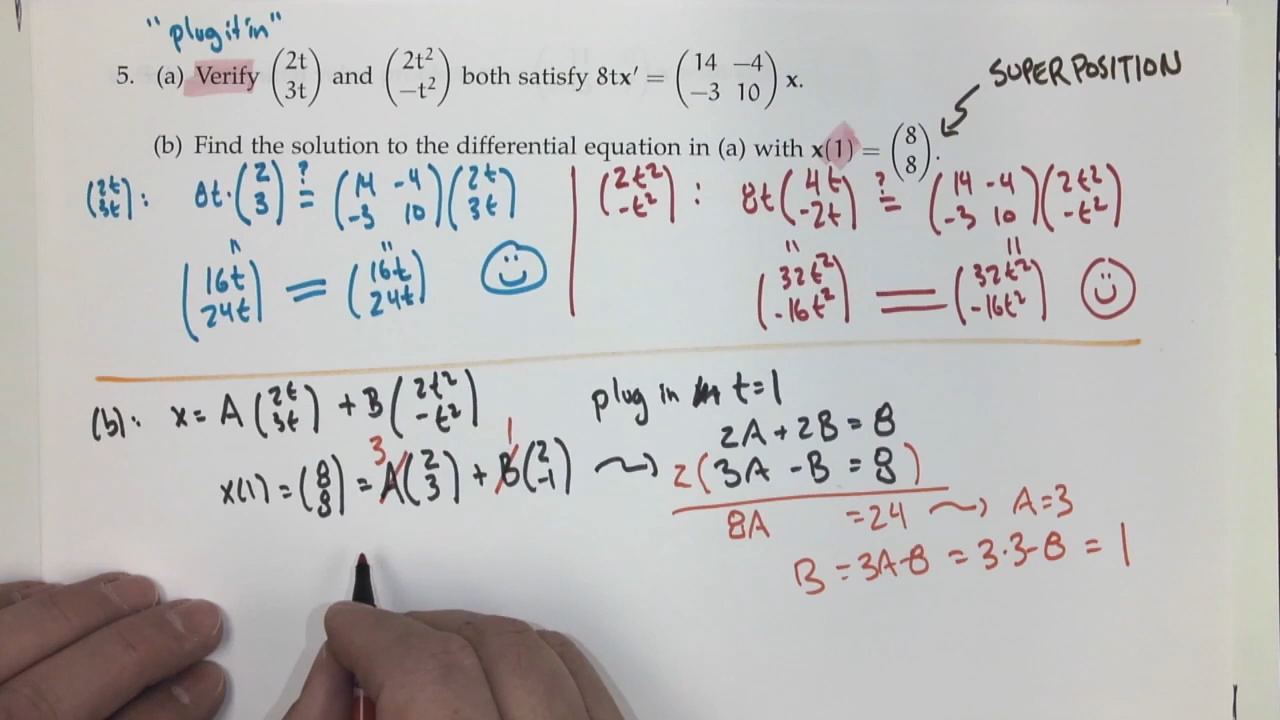 "plug it in"
5. (a) Verify (2t 3t) and (2t² −t²) both satisfy 8tx′ = (14 −4 −3 10) x.
SUPERPOSITION
(b) Find the solution to the differential equation in (a) with x(1) = (8 8).
(2t 3t): 8t·(2 3) ?= (14 -4 -3 10)(2t 3t)
(16t 24t) = (16t 24t)
(2t² -t²): 8t(4t -2t) ?= (14 -4 -3 10)(2t² -t²)
(32t² -16t²) = (32t² -16t²)
(b): x = A(2t 3t) + B(2t² -t²)
plug in t=1
x(1) = (8 8) = A(2 3) + B(2 -1)
3 1
2A + 2B = 8
2(3A - B = 8)
8A = 24 A=3
B = 3A-8 = 3·3-8 = 1